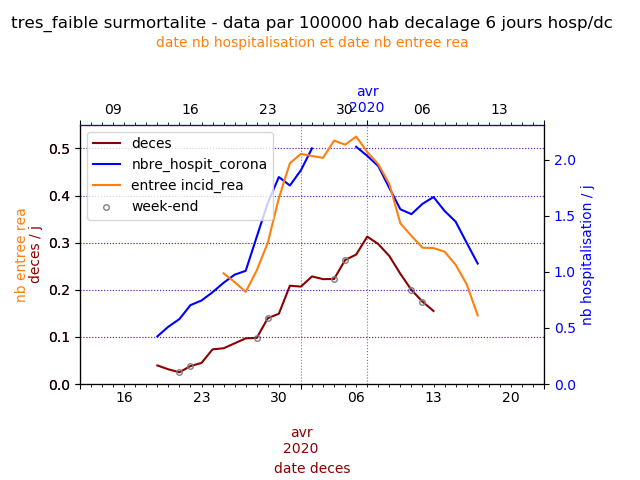 tres_faible surmortalite - data par 100000 hab decalage 6 jours hosp/dc
date nb hospitalisation et date nb entree rea
avr
2020
09 16 23 30 06 13
deces
nbre_hospit_corona
entree incid_rea
week-end
0.5
0.4
0.3
0.2
0.1
0.0
nb entree rea
deces / j
2.0
1.5
1.0
0.5
0.0
nb hospitalisation / j
16 23 30 06 13 20
avr
2020
date deces